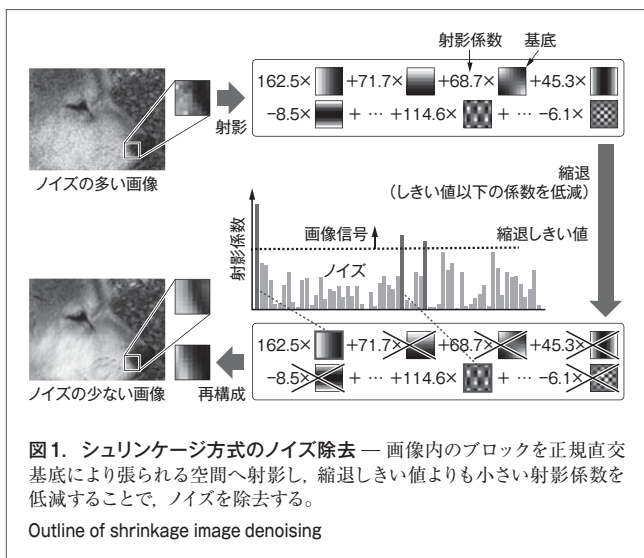 射影係数 基底
162.5× +71.7× +68.7× +45.3×
-8.5× + … +114.6× + … -6.1×
射影
ノイズの多い画像
縮退
（しきい値以下の係数を低減）
射影係数
画像信号
縮退しきい値
ノイズ
162.5× +71.7× +68.7× +45.3×
-8.5× + … +114.6× + … -6.1×
ノイズの少ない画像
再構成
図1. シュリンケージ方式のノイズ除去 — 画像内のブロックを正規直交
基底により張られる空間へ射影し，縮退しきい値よりも小さい射影係数を
低減することで，ノイズを除去する。
Outline of shrinkage image denoising